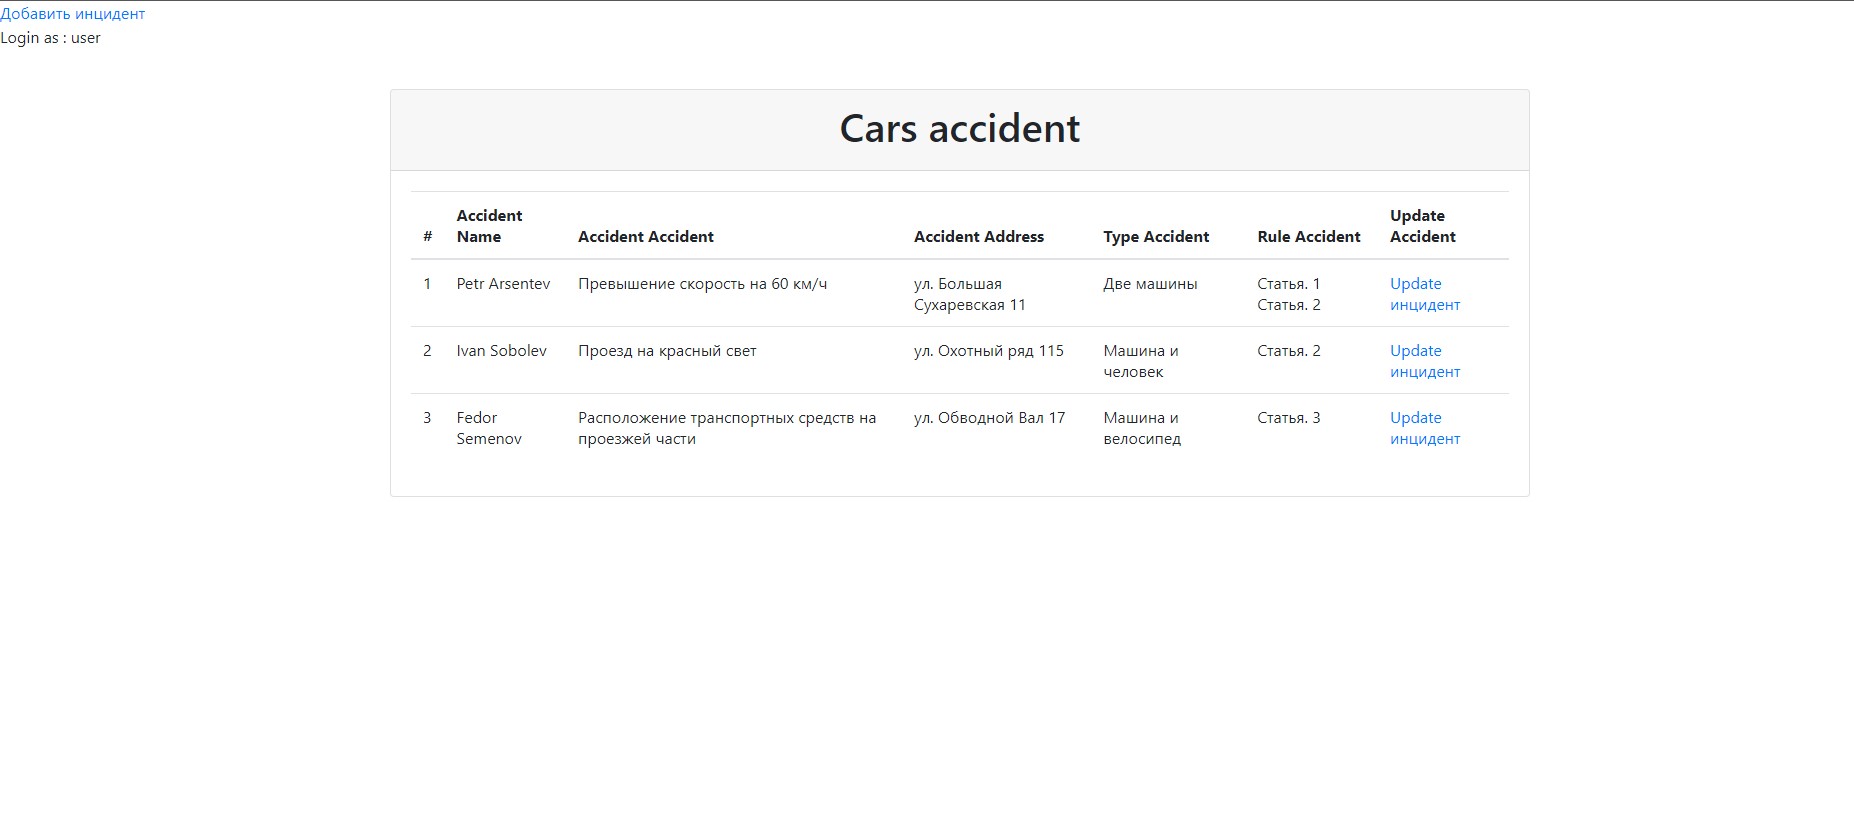 Добавить инцидент
Login as : user
Cars accident
# Accident Name Accident Accident Accident Address Type Accident Rule Accident Update Accident
1 Petr Arsentev Превышение скорость на 60 км/ч ул. Большая Сухаревская 11 Две машины Статья. 1 Статья. 2 Update инцидент
2 Ivan Sobolev Проезд на красный свет ул. Охотный ряд 115 Машина и человек Статья. 2 Update инцидент
3 Fedor Semenov Расположение транспортных средств на проезжей части ул. Обводной Вал 17 Машина и велосипед Статья. 3 Update инцидент